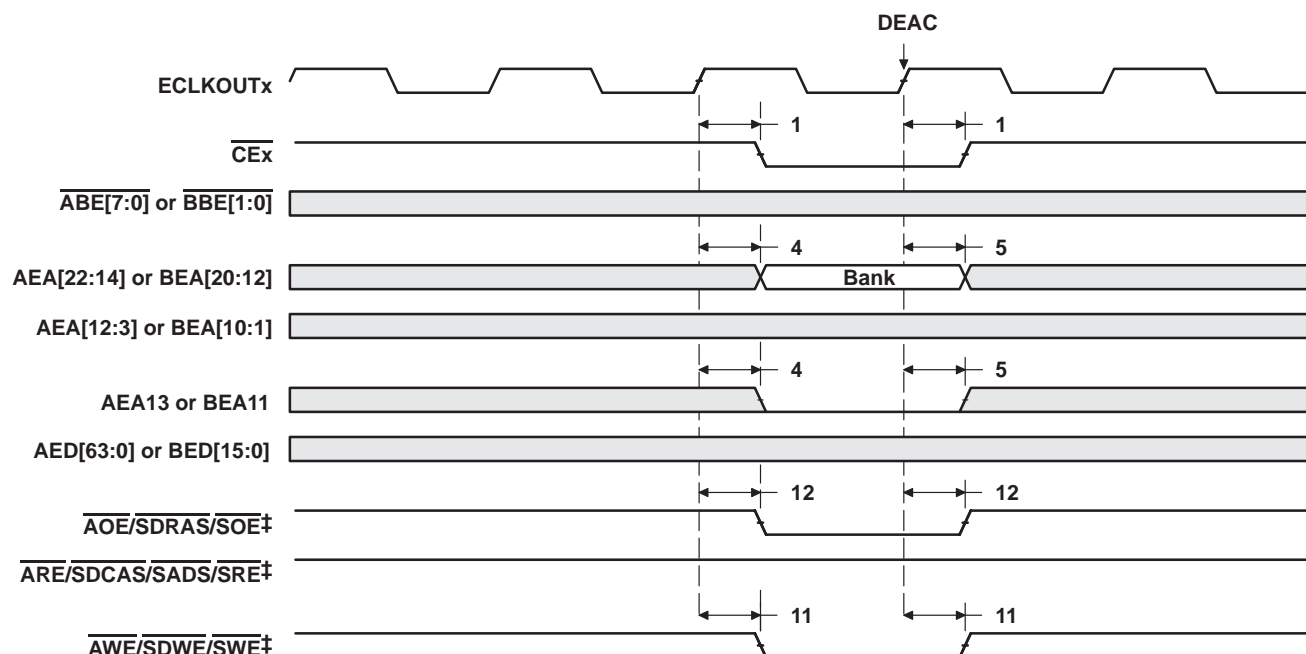 DEAC
ECLKOUTx
1 1
CEx
ABE[7:0] or BBE[1:0]
4 5
AEA[22:14] or BEA[20:12] Bank
AEA[12:3] or BEA[10:1]
4 5
AEA13 or BEA11
AED[63:0] or BED[15:0]
12 12
AOE/SDRAS/SOE‡
ARE/SDCAS/SADS/SRE‡
11 11
AWE/SDWE/SWE‡